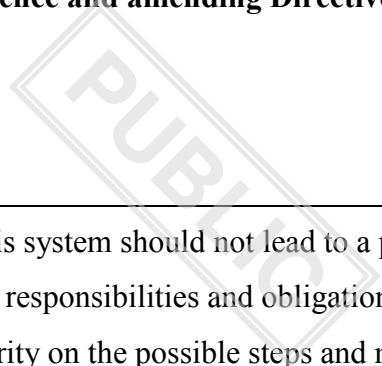 ence and amending Directive
PUBLIC
is system should not lead to a p
responsibilities and obligation
rity on the possible steps and r